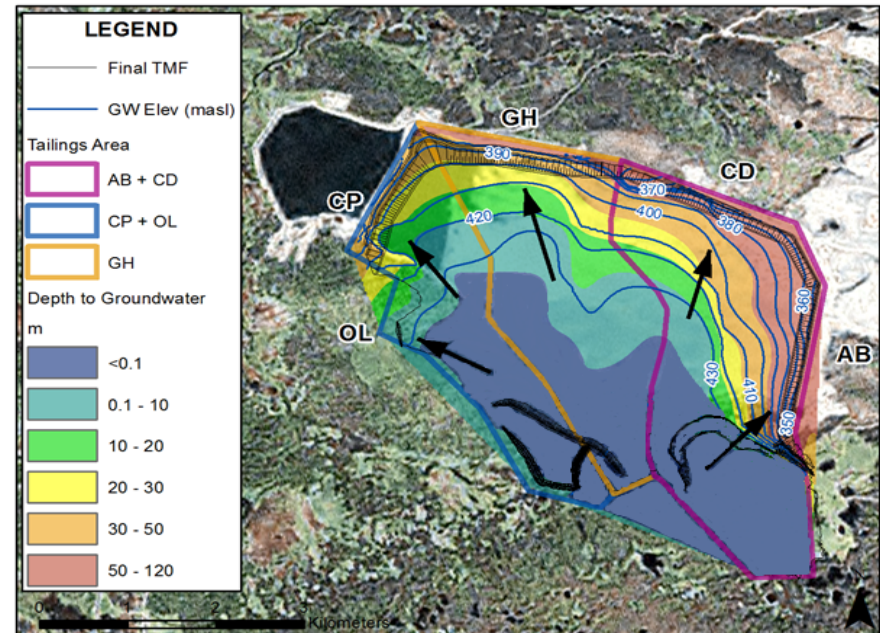 LEGEND
Final TMF
GW Elev (masl)
Tailings Area
AB + CD
CP + OL
GH
Depth to Groundwater
m
<0.1
0.1 - 10
10 - 20
20 - 30
30 - 50
50 - 120
0
2
Kilometers
GH
CD
CP
OL
AB
390
370
400
380
420
360
430
410
350